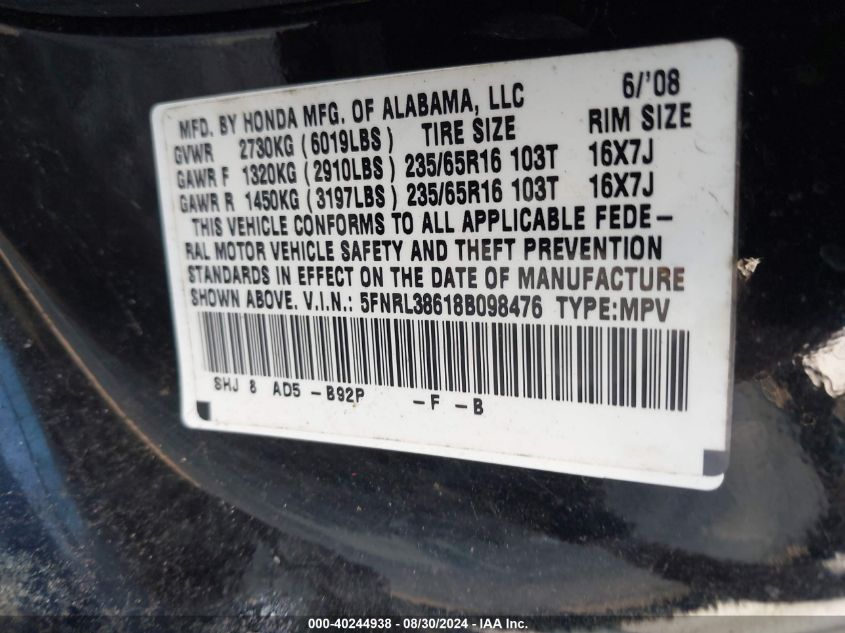 6/'08
MFD. BY HONDA MFG. OF ALABAMA, LLC
GVWR 2730KG (6019LBS) TIRE SIZE RIM SIZE
GAWR F 1320KG (2910LBS) 235/65R16 103T 16X7J
GAWR R 1450KG (3197LBS) 235/65R16 103T 16X7J
THIS VEHICLE CONFORMS TO ALL APPLICABLE FEDE-
RAL MOTOR VEHICLE SAFETY AND THEFT PREVENTION
STANDARDS IN EFFECT ON THE DATE OF MANUFACTURE
SHOWN ABOVE. V.I.N.: 5FNRL38618B098476 TYPE:MPV
SHJ 8 AD5 -B92P -F -B
000-40244938 - 08/30/2024 - IAA Inc.